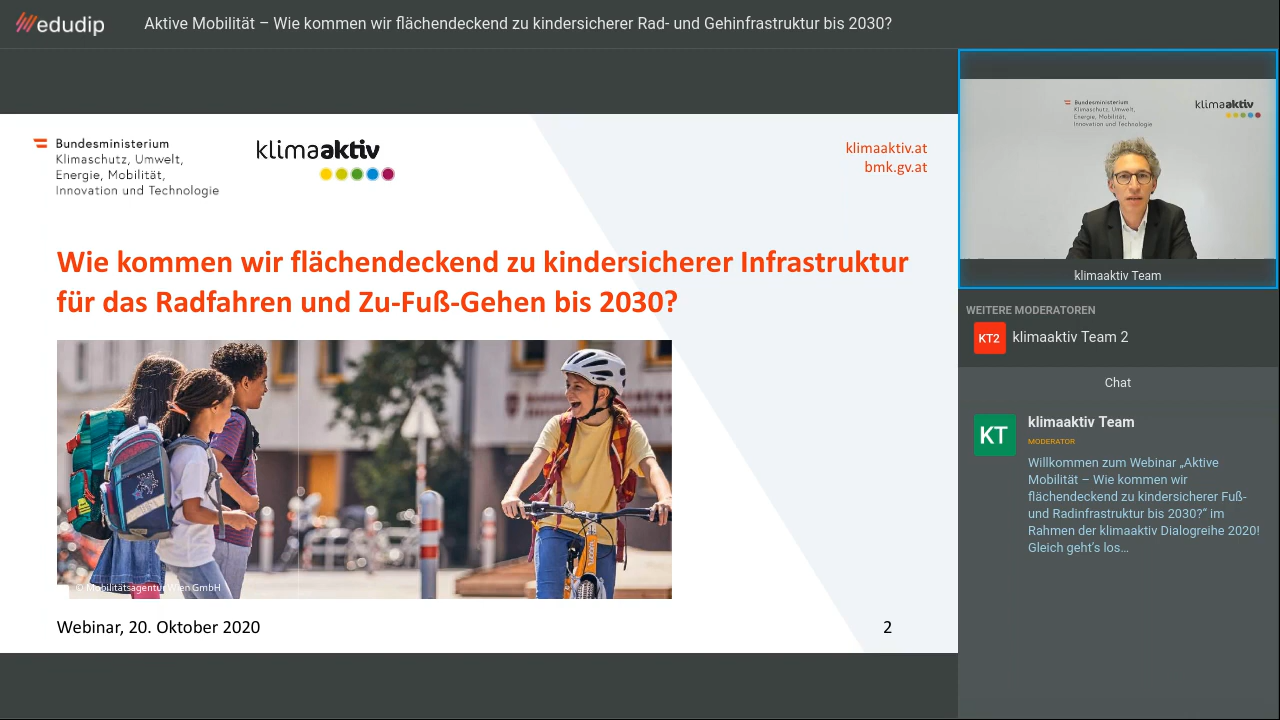 edudip
Aktive Mobilität – Wie kommen wir flächendeckend zu kindersicherer Rad- und Gehinfrastruktur bis 2030?
Bundesministerium
Klimaschutz, Umwelt,
Energie, Mobilität,
Innovation und Technologie
klimaaktiv
klimaaktiv.at
bmk.gv.at
Wie kommen wir flächendeckend zu kindersicherer Infrastruktur
für das Radfahren und Zu-Fuß-Gehen bis 2030?
© Mobilitätsagentur Wien GmbH
Webinar, 20. Oktober 2020
2
Bundesministerium
Klimaschutz, Umwelt,
Energie, Mobilität,
Innovation und Technologie
klimaaktiv
klimaaktiv Team
WEITERE MODERATOREN
KT2
klimaaktiv Team 2
Chat
KT
klimaaktiv Team
MODERATOR
Willkommen zum Webinar „Aktive
Mobilität – Wie kommen wir
flächendeckend zu kindersicherer Fuß-
und Radinfrastruktur bis 2030?“ im
Rahmen der klimaaktiv Dialogreihe 2020!
Gleich geht's los...